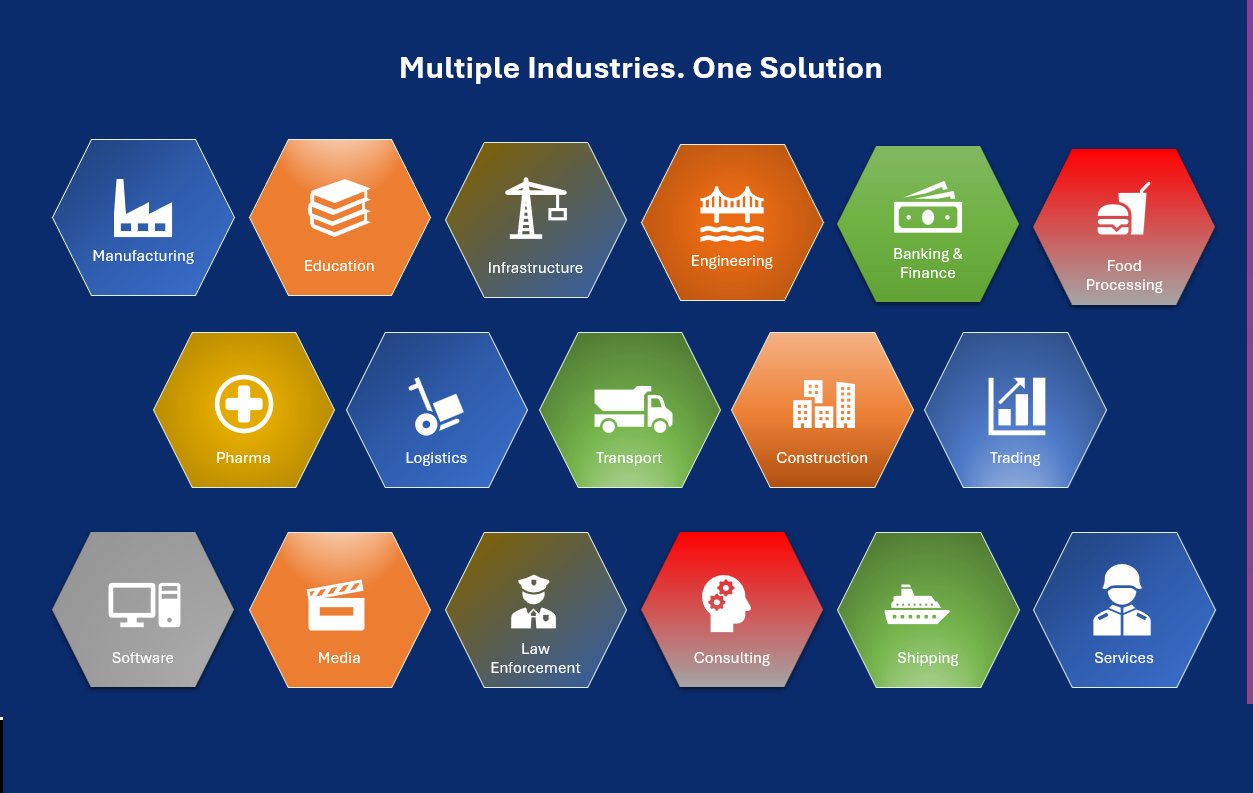 Multiple Industries. One Solution
Manufacturing
Education
Infrastructure
Engineering
Banking &
Finance
Food
Processing
Pharma
Logistics
Transport
Construction
Trading
Software
Media
Law
Enforcement
Consulting
Shipping
Services